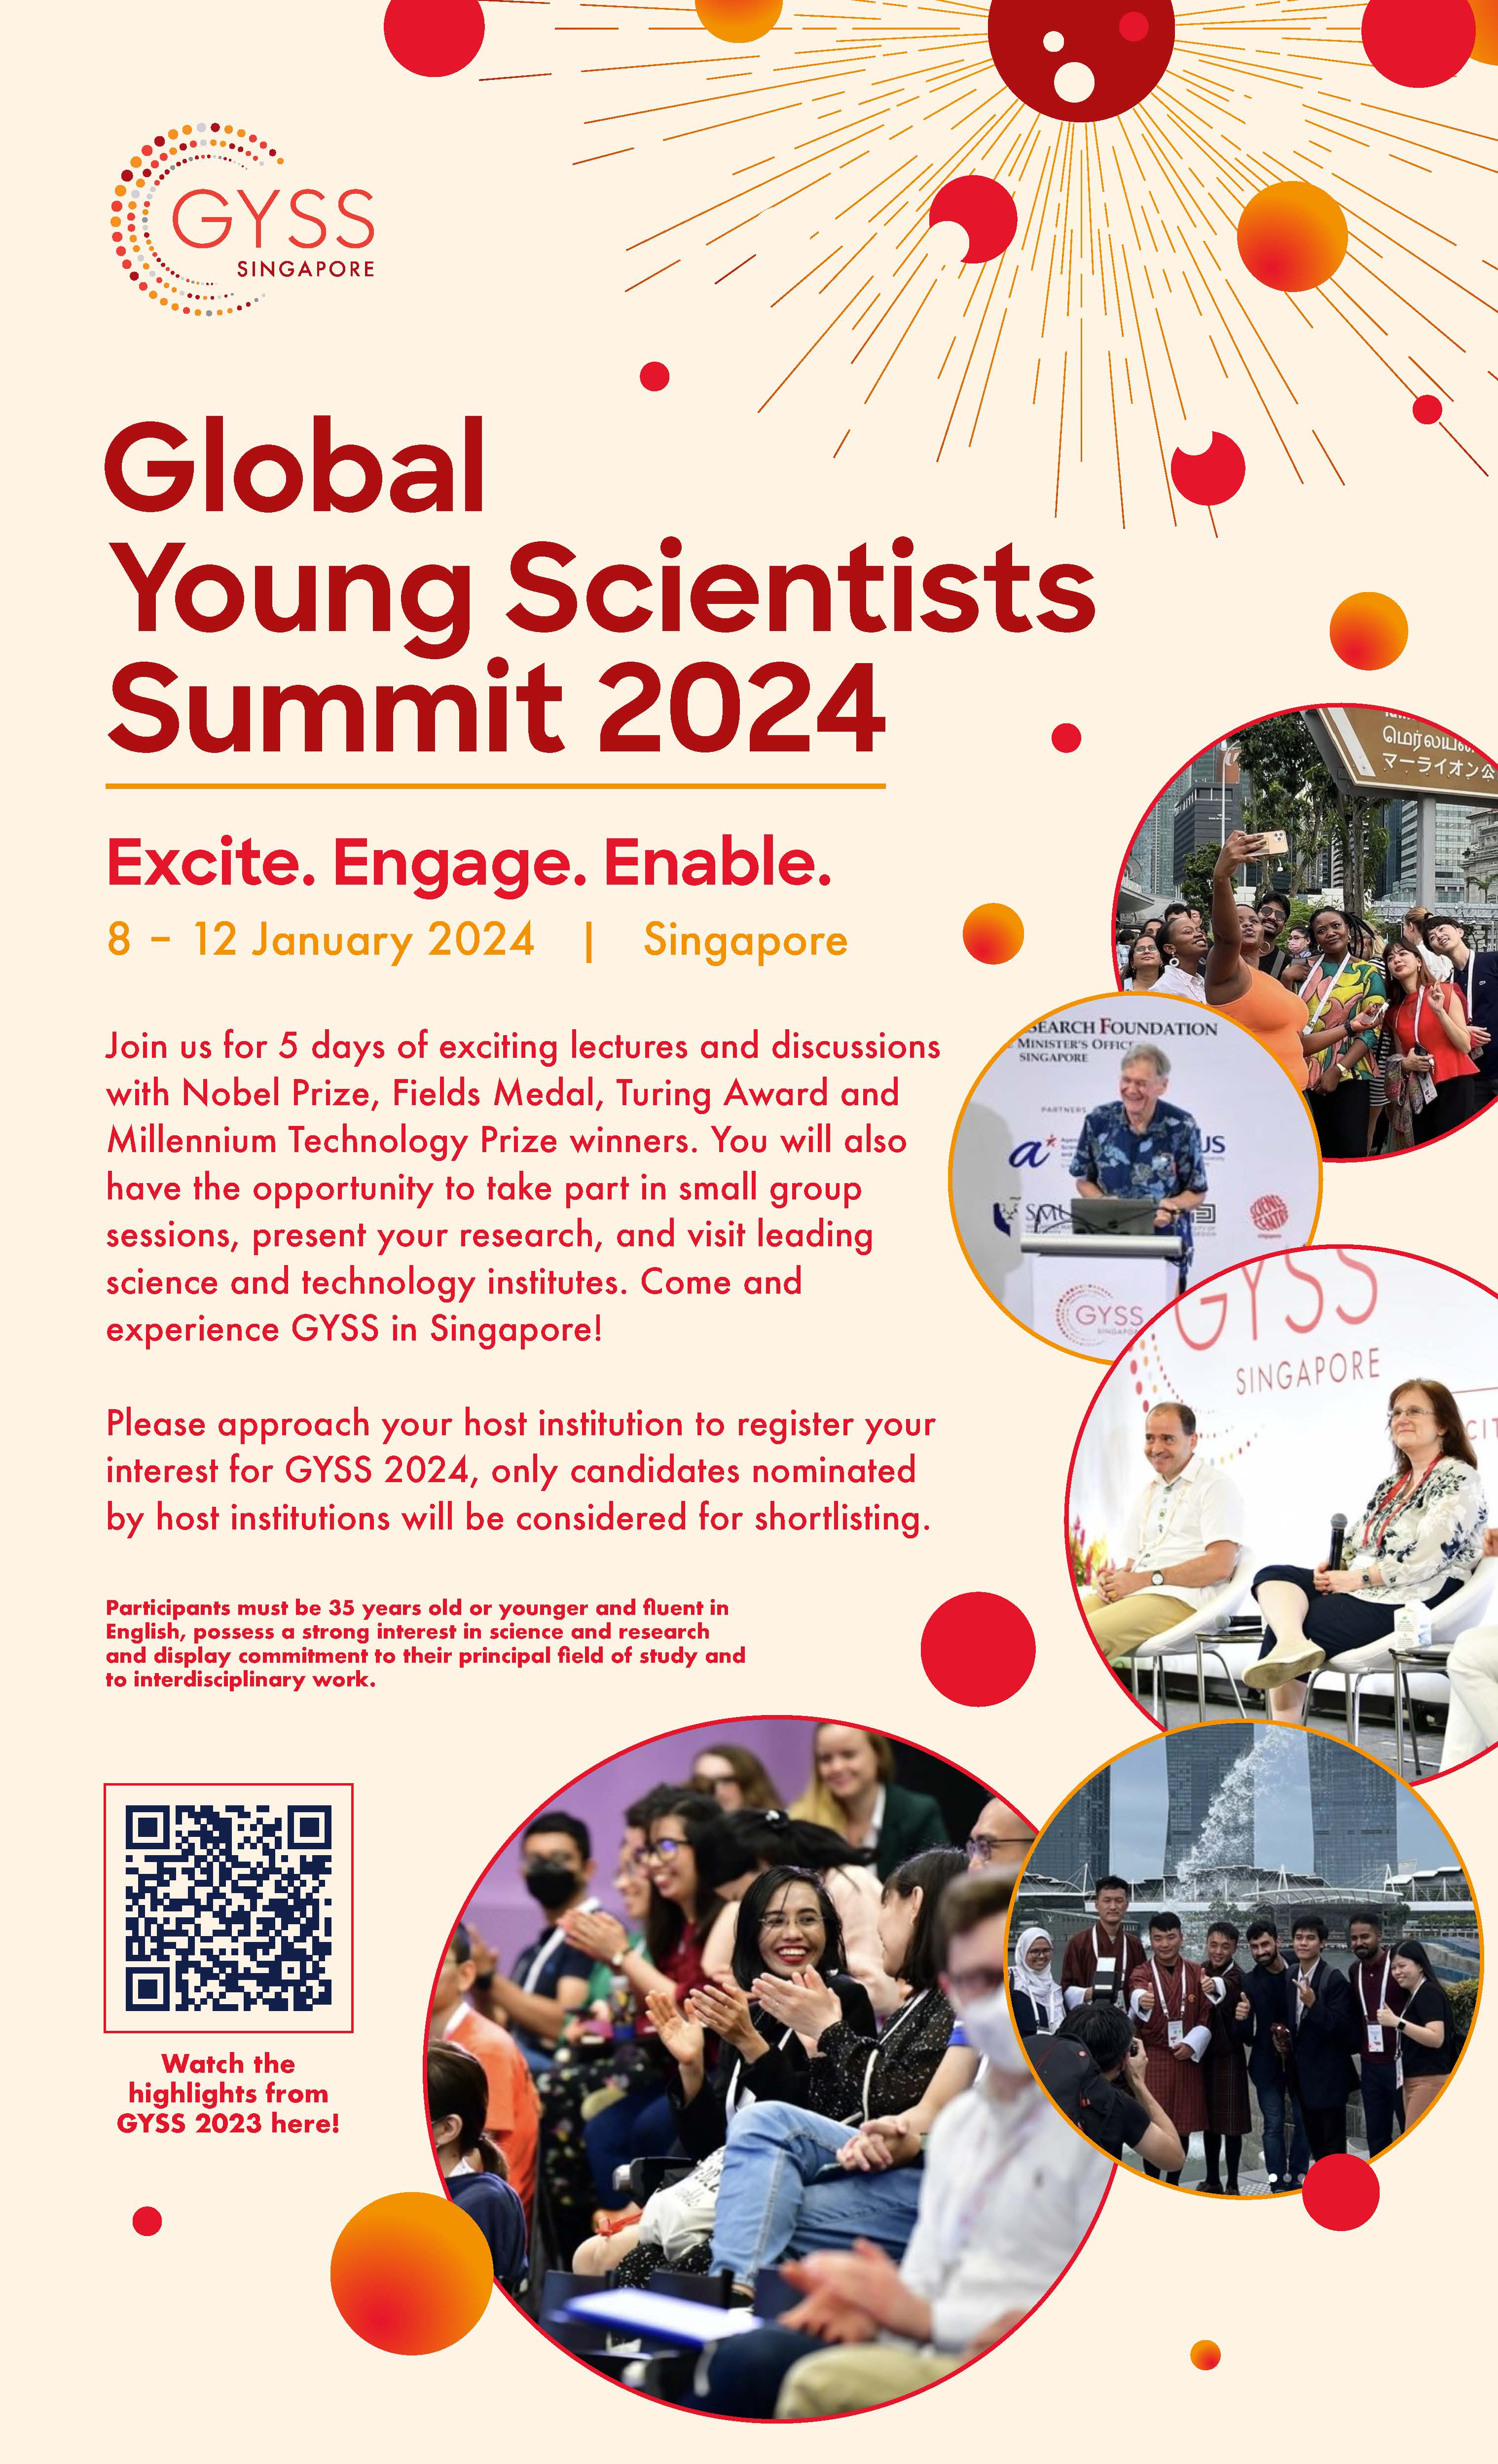 GYSS
SINGAPORE
Global
Young Scientists
Summit 2024
Excite. Engage. Enable.
8 – 12 January 2024 | Singapore
Join us for 5 days of exciting lectures and discussions
with Nobel Prize, Fields Medal, Turing Award and
Millennium Technology Prize winners. You will also
have the opportunity to take part in small group
sessions, present your research, and visit leading
science and technology institutes. Come and
experience GYSS in Singapore!
Please approach your host institution to register your
interest for GYSS 2024, only candidates nominated
by host institutions will be considered for shortlisting.
Participants must be 35 years old or younger and fluent in
English, possess a strong interest in science and research
and display commitment to their principal field of study and
to interdisciplinary work.
マーライオン公
FOUNDATION
MINISTER'S
SINGAPORE
PARTNERS
SMU
SCIENCE
CENTRE
GYSS
GYSS
SINGAPORE
Watch the
highlights from
GYSS 2023 here!